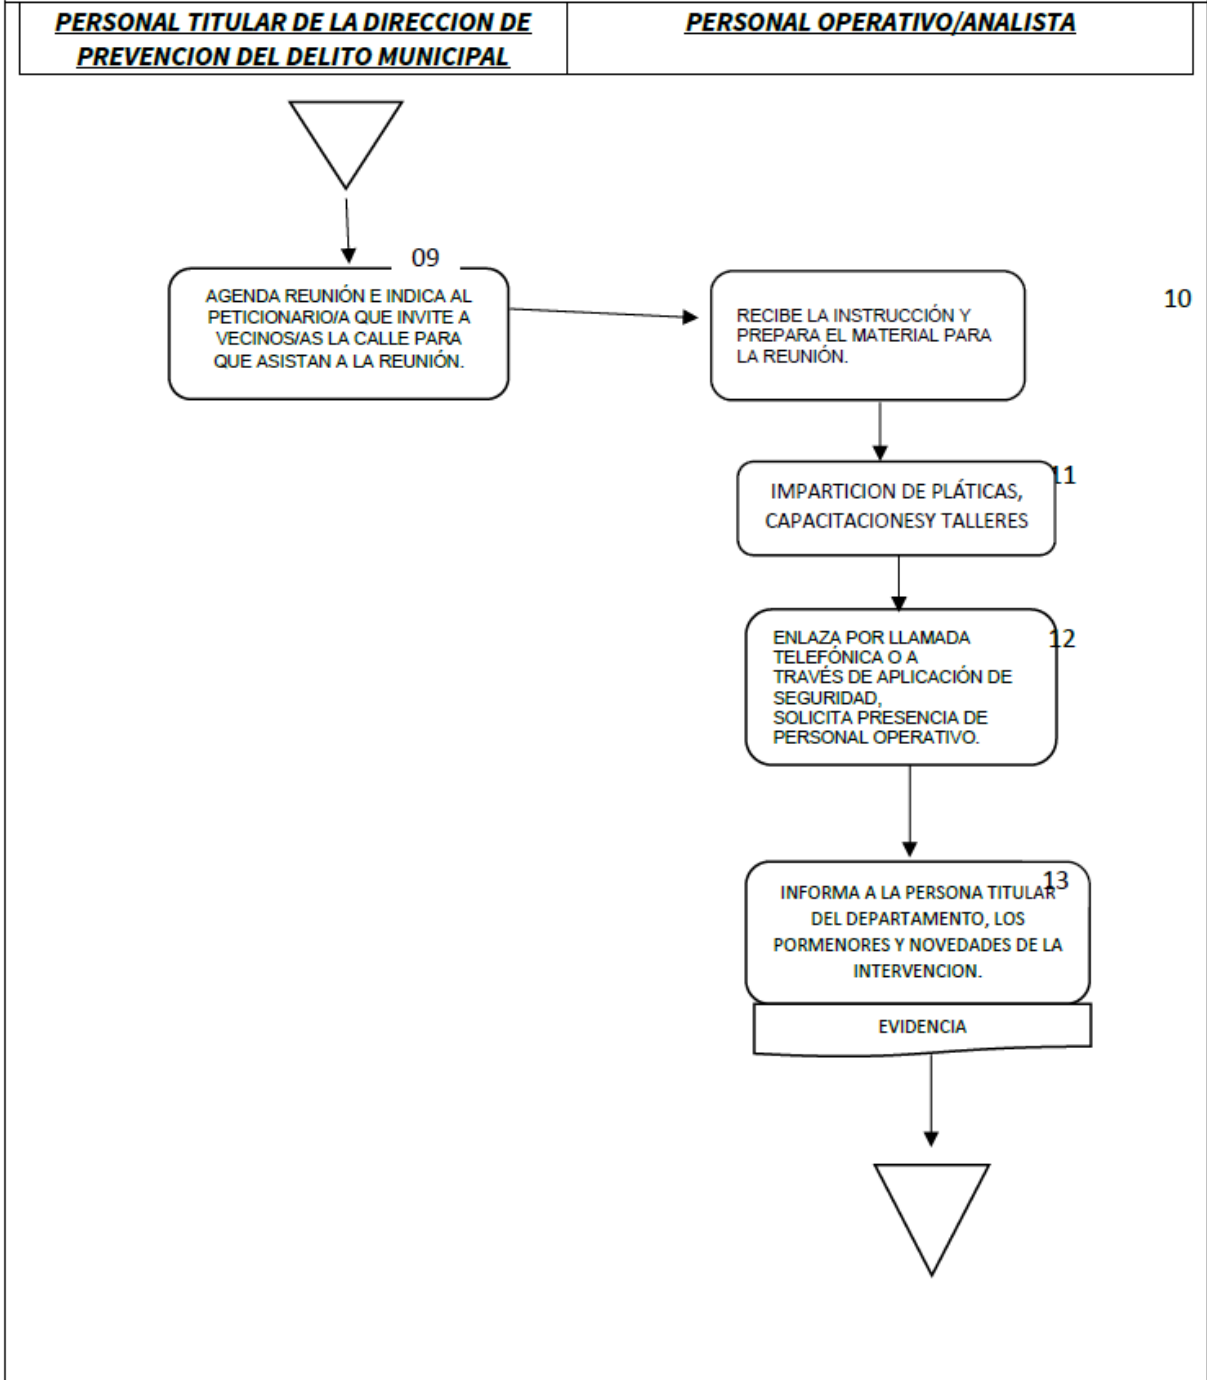 PERSONAL TITULAR DE LA DIRECCION DE
PREVENCION DEL DELITO MUNICIPAL
PERSONAL OPERATIVO/ANALISTA
09
AGENDA REUNIÓN E INDICA AL
PETICIONARIO/A QUE INVITE A
VECINOS/AS LA CALLE PARA
QUE ASISTAN A LA REUNIÓN.
10
RECIBE LA INSTRUCCIÓN Y
PREPARA EL MATERIAL PARA
LA REUNIÓN.
11
IMPARTICION DE PLÁTICAS,
CAPACITACIONESY TALLERES
12
ENLAZA POR LLAMADA
TELEFÓNICA O A
TRAVÉS DE APLICACIÓN DE
SEGURIDAD,
SOLICITA PRESENCIA DE
PERSONAL OPERATIVO.
13
INFORMA A LA PERSONA TITULAR
DEL DEPARTAMENTO, LOS
PORMENORES Y NOVEDADES DE LA
INTERVENCION.
EVIDENCIA